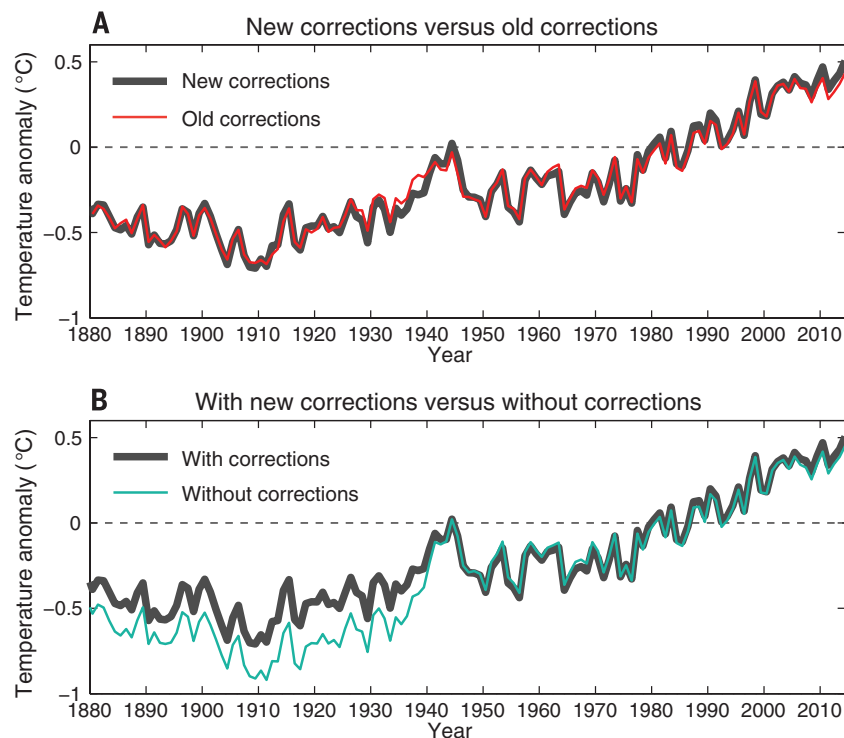 A
New corrections versus old corrections
Temperature anomaly (°C)
0.5
0
−0.5
−1
New corrections
Old corrections
1880 1890 1900 1910 1920 1930 1940 1950 1960 1970 1980 1990 2000 2010
Year
B
With new corrections versus without corrections
Temperature anomaly (°C)
0.5
0
−0.5
−1
With corrections
Without corrections
1880 1890 1900 1910 1920 1930 1940 1950 1960 1970 1980 1990 2000 2010
Year